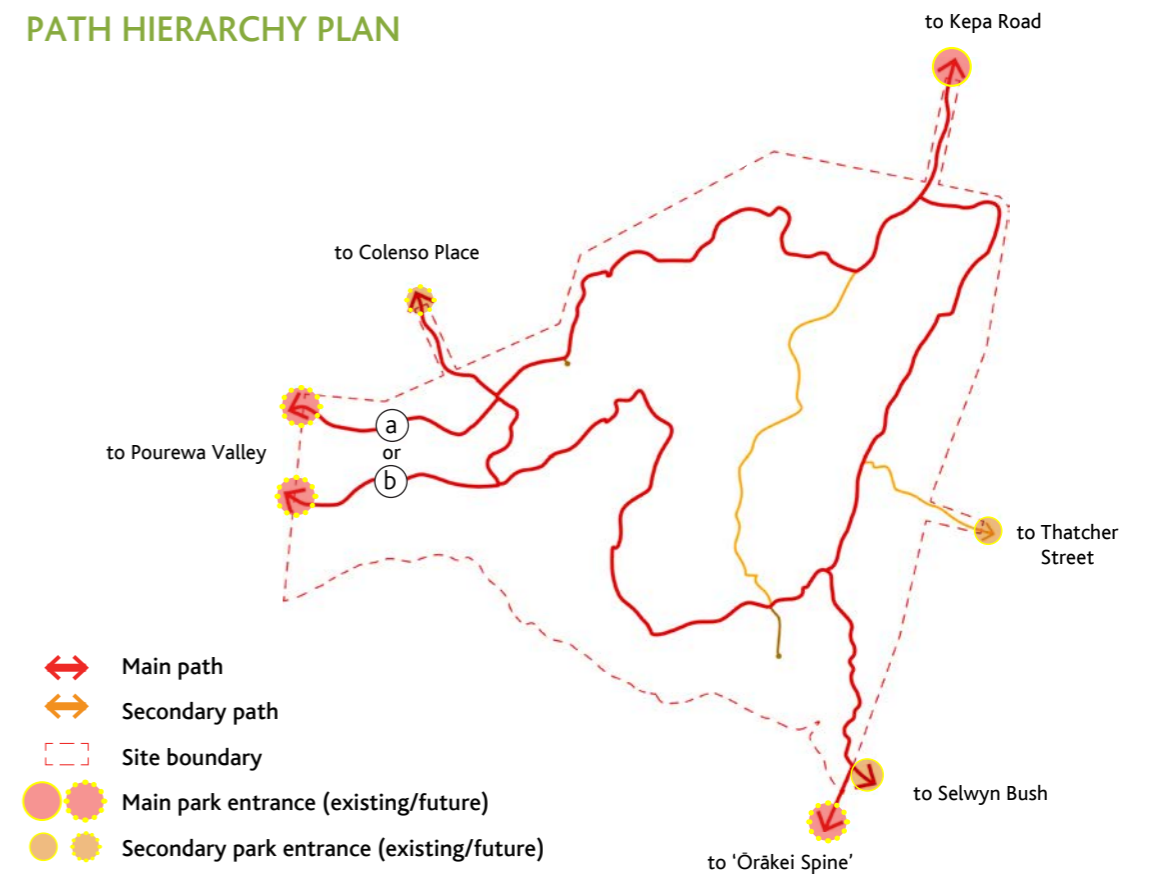 PATH HIERARCHY PLAN
to Kepa Road
to Colenso Place
a
to Pourewa Valley
or
b
to Thatcher
Street
Main path
Secondary path
Site boundary
to Selwyn Bush
Main park entrance (existing/future)
Secondary park entrance (existing/future)
to ‘Ōrākei Spine’